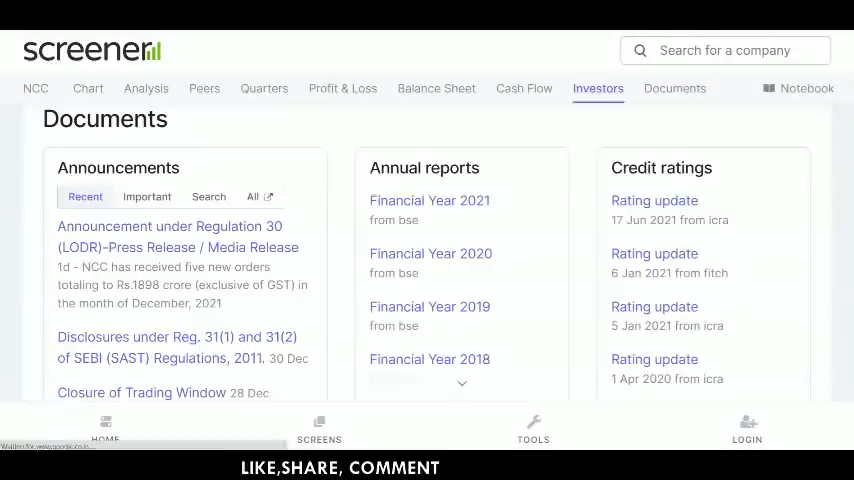 screener
Search for a company
NCC Chart Analysis Peers Quarters Profit & Loss Balance Sheet Cash Flow Investors Documents Notebook
Documents
Announcements
Recent Important Search All
Announcement under Regulation 30
(LODR)-Press Release / Media Release
1d - NCC has received five new orders
totaling to Rs.1898 crore (exclusive of GST) in
the month of December, 2021
Disclosures under Reg. 31(1) and 31(2)
of SEBI (SAST) Regulations, 2011. 30 Dec
Closure of Trading Window 28 Dec
Annual reports
Financial Year 2021
from bse
Financial Year 2020
from bse
Financial Year 2019
from bse
Financial Year 2018
Credit ratings
Rating update
17 Jun 2021 from icra
Rating update
6 Jan 2021 from fitch
Rating update
5 Jan 2021 from icra
Rating update
1 Apr 2020 from icra
HOME SCREENS TOOLS LOGIN
LIKE,SHARE, COMMENT